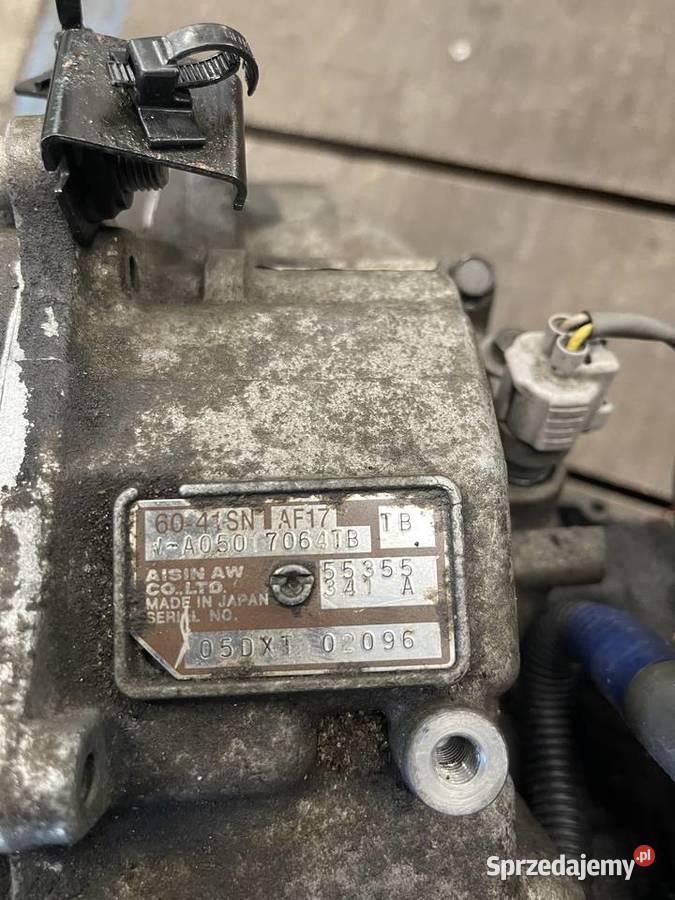 60-41SN AF17 TB
W-A050 7064TB
55355
341 A
AISIN AW
CO.,LTD.
MADE IN JAPAN
SERIAL NO.
05DXT 02096
Sprzedajemy.pl